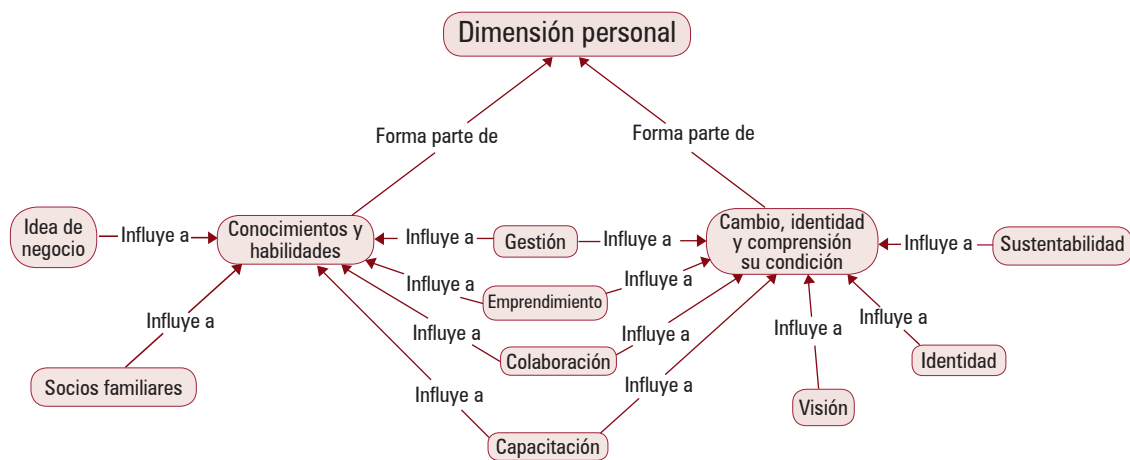 Dimensión personal
Forma parte de
Forma parte de
Idea de
negocio
Influye a
Conocimientos y
habilidades
Influye a
Gestión
Influye a
Cambio, identidad
y comprensión
su condición
Influye a
Sustentabilidad
Influye a
Emprendimiento
Influye a
Influye a
Influye a
Influye a
Influye a
Influye a
Socios familiares
Colaboración
Identidad
Influye a
Influye a
Visión
Capacitación